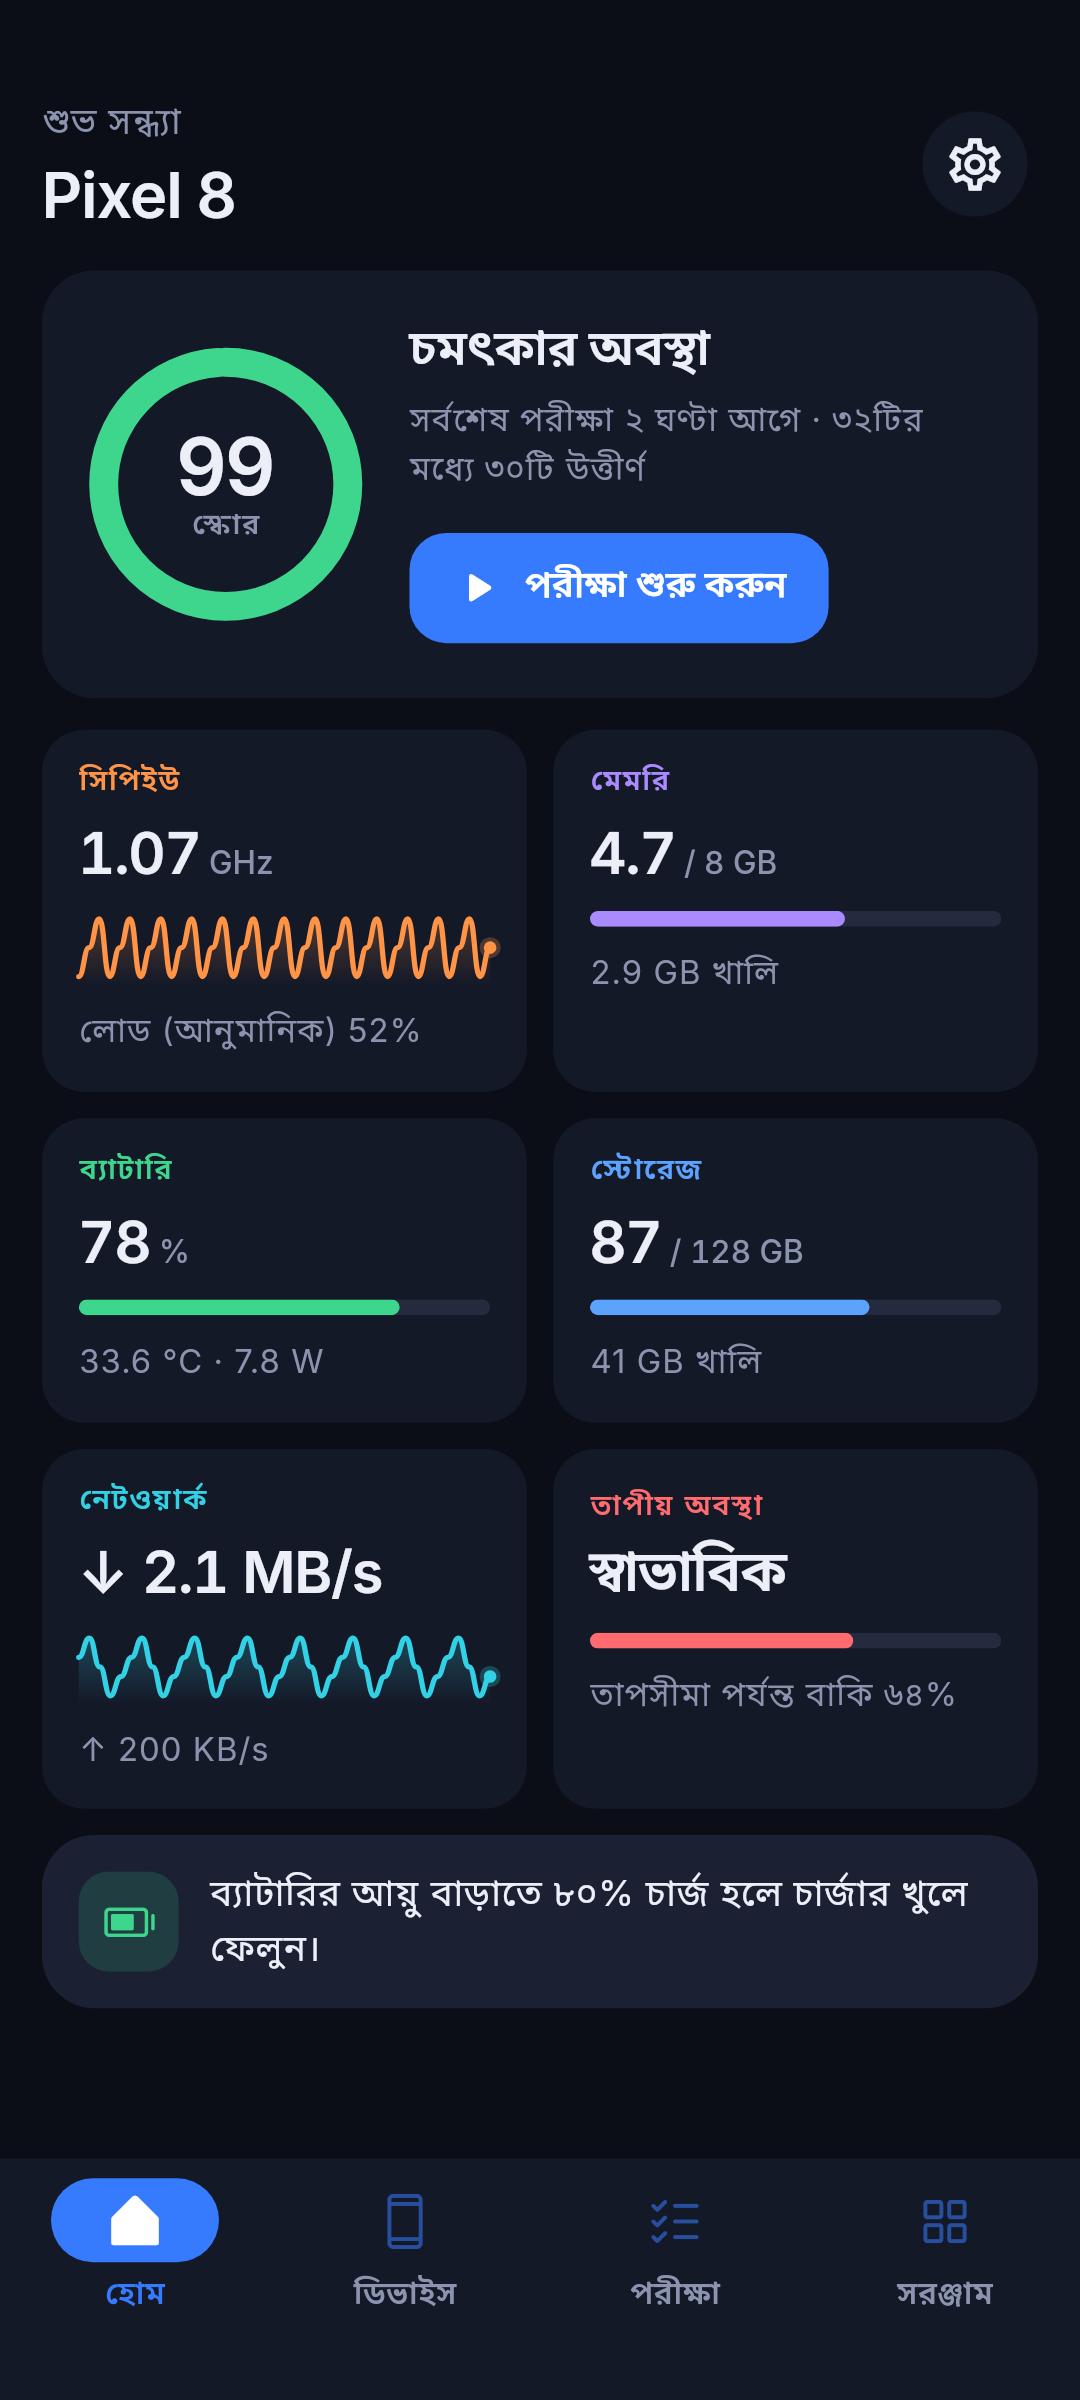 শুভ সন্ধ্যা
Pixel 8
99
স্কোর
চমৎকার অবস্থা
সর্বশেষ পরীক্ষা ২ ঘণ্টা আগে · ৩২টির
মধ্যে ৩০টি উত্তীর্ণ
পরীক্ষা শুরু করুন
সিপিইউ
1.07 GHz
লোড (আনুমানিক) 52%
মেমরি
4.7 / 8 GB
2.9 GB খালি
ব্যাটারি
78 %
33.6 °C · 7.8 W
স্টোরেজ
87 / 128 GB
41 GB খালি
নেটওয়ার্ক
↓ 2.1 MB/s
↑ 200 KB/s
তাপীয় অবস্থা
স্বাভাবিক
তাপসীমা পর্যন্ত বাকি ৬৪%
ব্যাটারির আয়ু বাড়াতে ৮০% চার্জ হলে চার্জার খুলে
ফেলুন।
হোম
ডিভাইস
পরীক্ষা
সরঞ্জাম